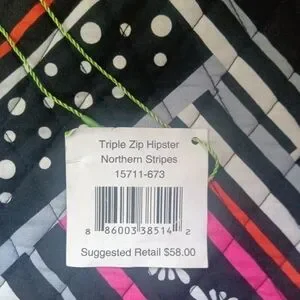 Triple Zip Hipster
Northern Stripes
15711-673
8 86003 38514 2
Suggested Retail $58.00